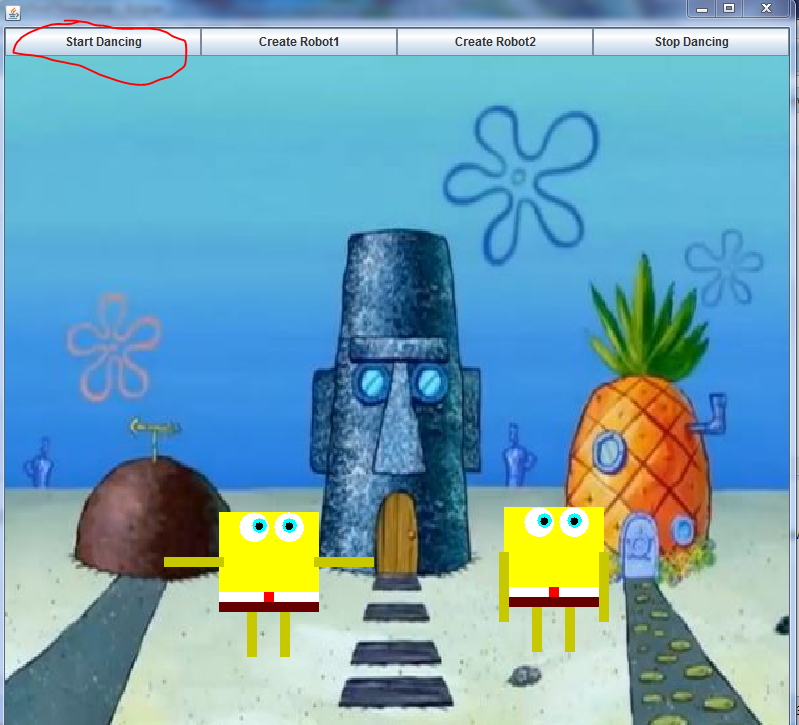 Start Dancing
Create Robot1
Create Robot2
Stop Dancing